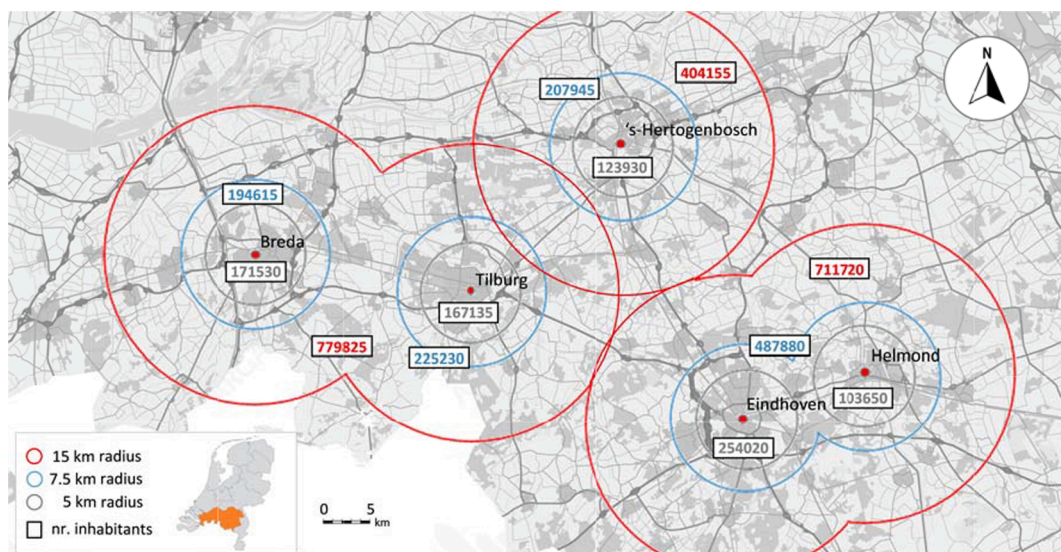 N
404155
207945
's-Hertogenbosch
123930
194615
Breda
171530
Tilburg
167135
711720
779825
225230
487880
Helmond
103650
Eindhoven
254020
15 km radius
7.5 km radius
5 km radius
nr. inhabitants
0 5
km